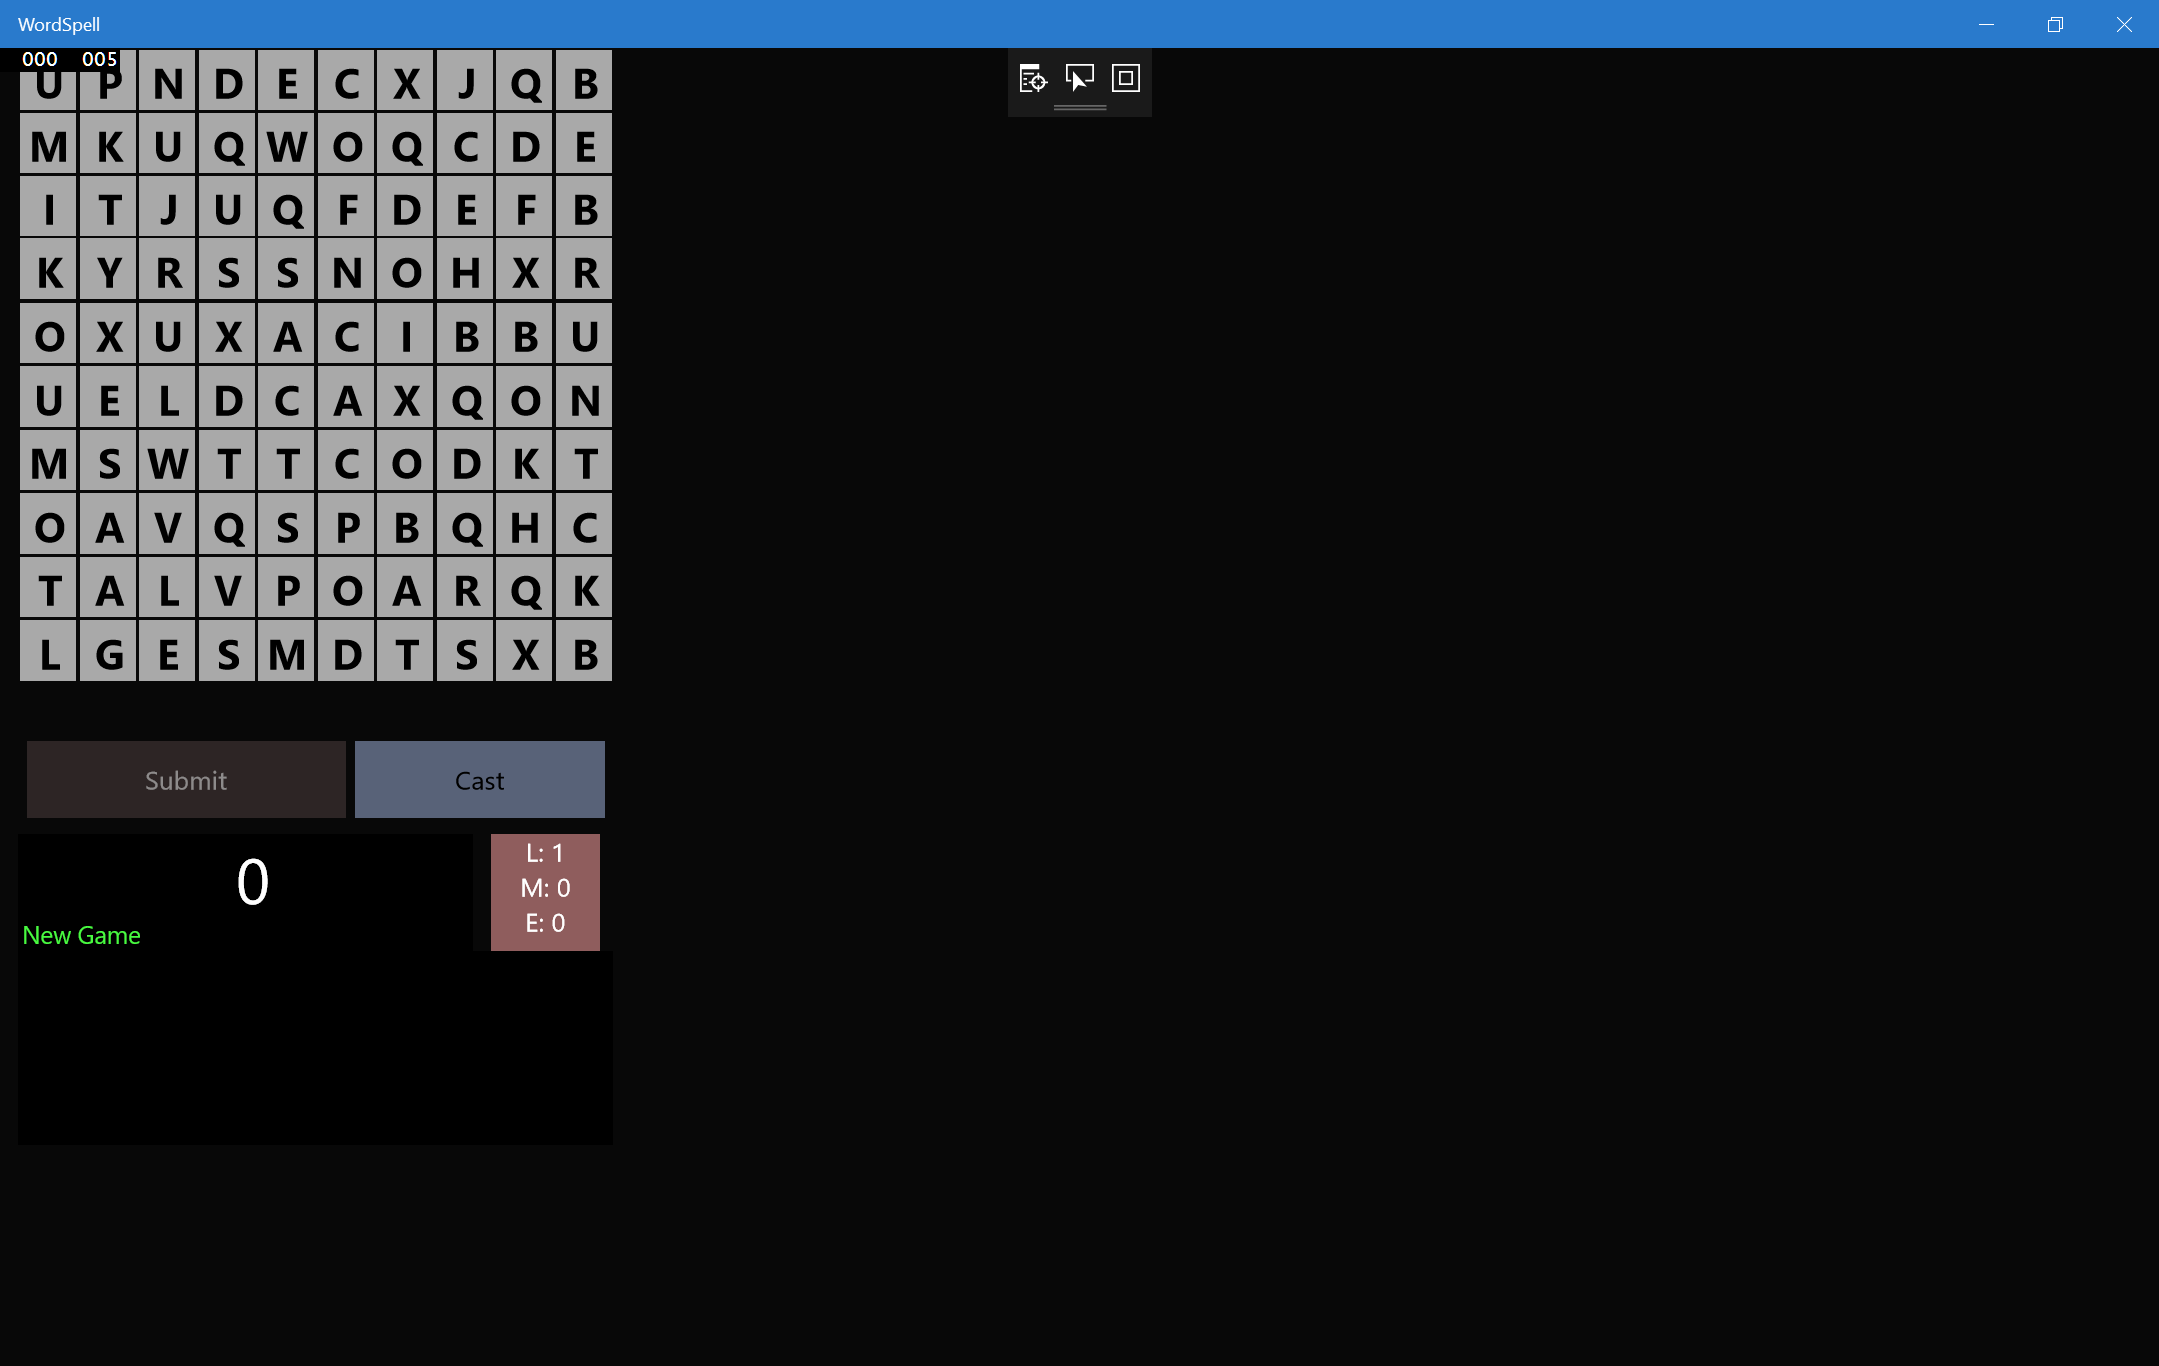 WordSpell
000 005
U P N D E C X J Q B
M K U Q W O Q C D E
I T J U Q F D E F B
K Y R S S N O H X R
O X U X A C I B B U
U E L D C A X Q O N
M S W T T C O D K T
O A V Q S P B Q H C
T A L V P O A R Q K
L G E S M D T S X B
Submit Cast
0
L: 1
M: 0
E: 0
New Game